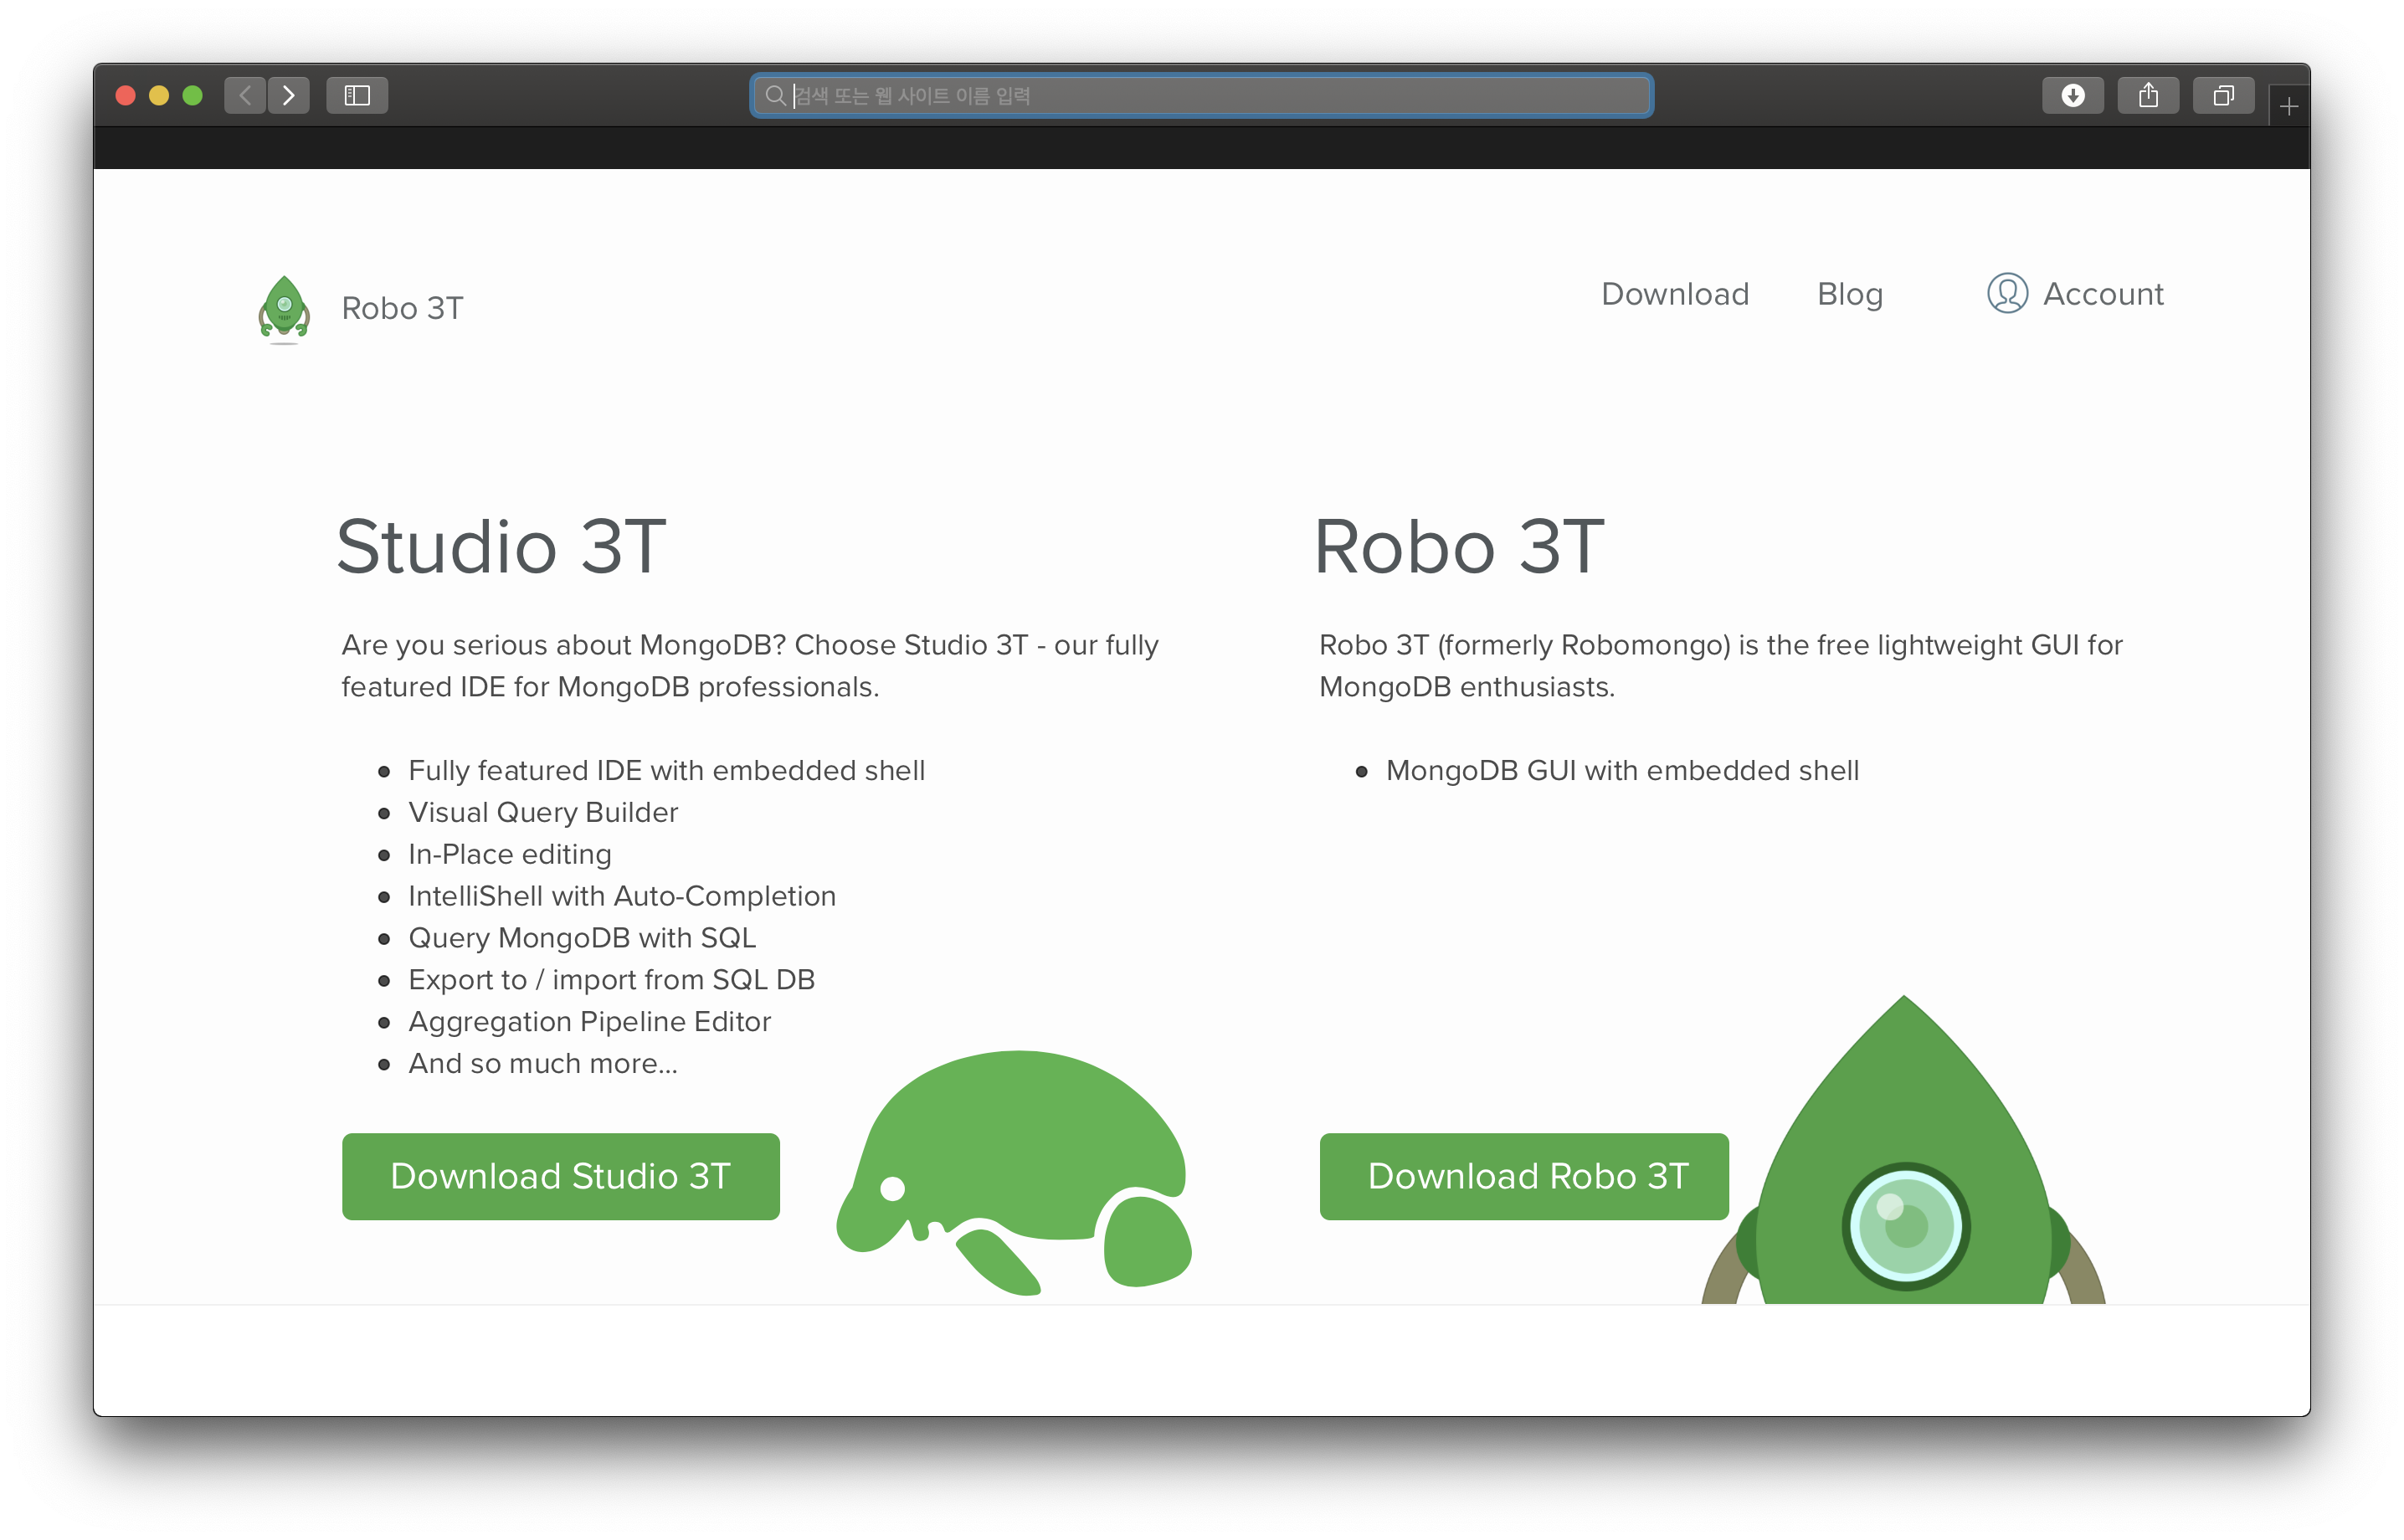 검색 또는 웹 사이트 이름 입력
Robo 3T
Download
Blog
Account
Studio 3T
Are you serious about MongoDB? Choose Studio 3T - our fully
featured IDE for MongoDB professionals.
Fully featured IDE with embedded shell
Visual Query Builder
In-Place editing
IntelliShell with Auto-Completion
Query MongoDB with SQL
Export to / import from SQL DB
Aggregation Pipeline Editor
And so much more...
Download Studio 3T
Robo 3T
Robo 3T (formerly Robomongo) is the free lightweight GUI for
MongoDB enthusiasts.
MongoDB GUI with embedded shell
Download Robo 3T